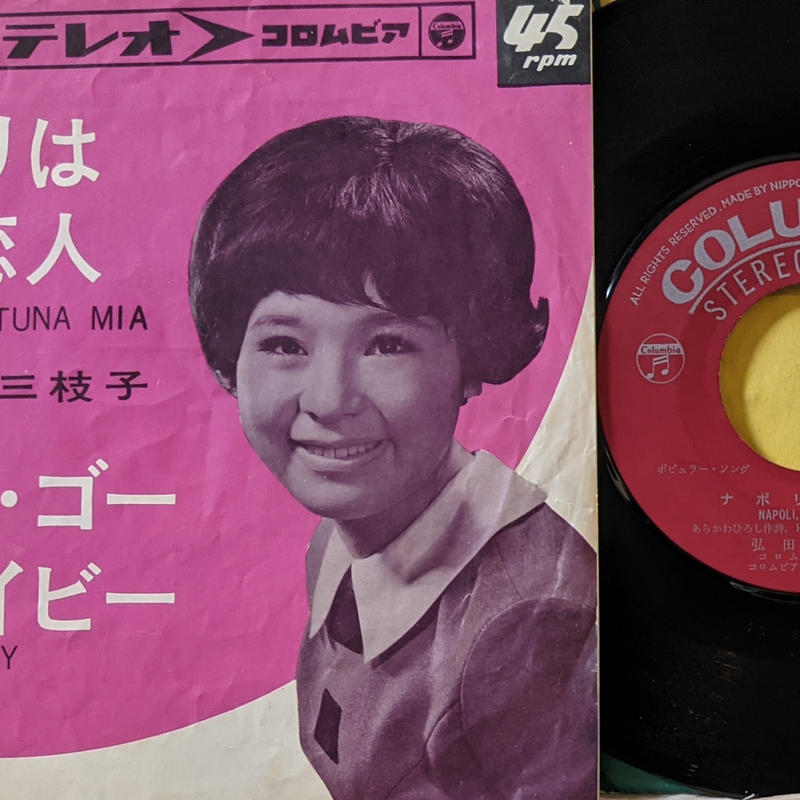 テレオ コロムビア Columbia
45
rpm
リは
恋人
TUNA MIA
三枝子
・ゴー
イビー
Y
ALL RIGHTS RESERVED. MADE BY NIPPO
COLU
STEREO
Columbia
ポピュラー・ソング
ナポリ
NAPOLI,
あらかわひろし作詩,
弘田
コロム
コロムビア